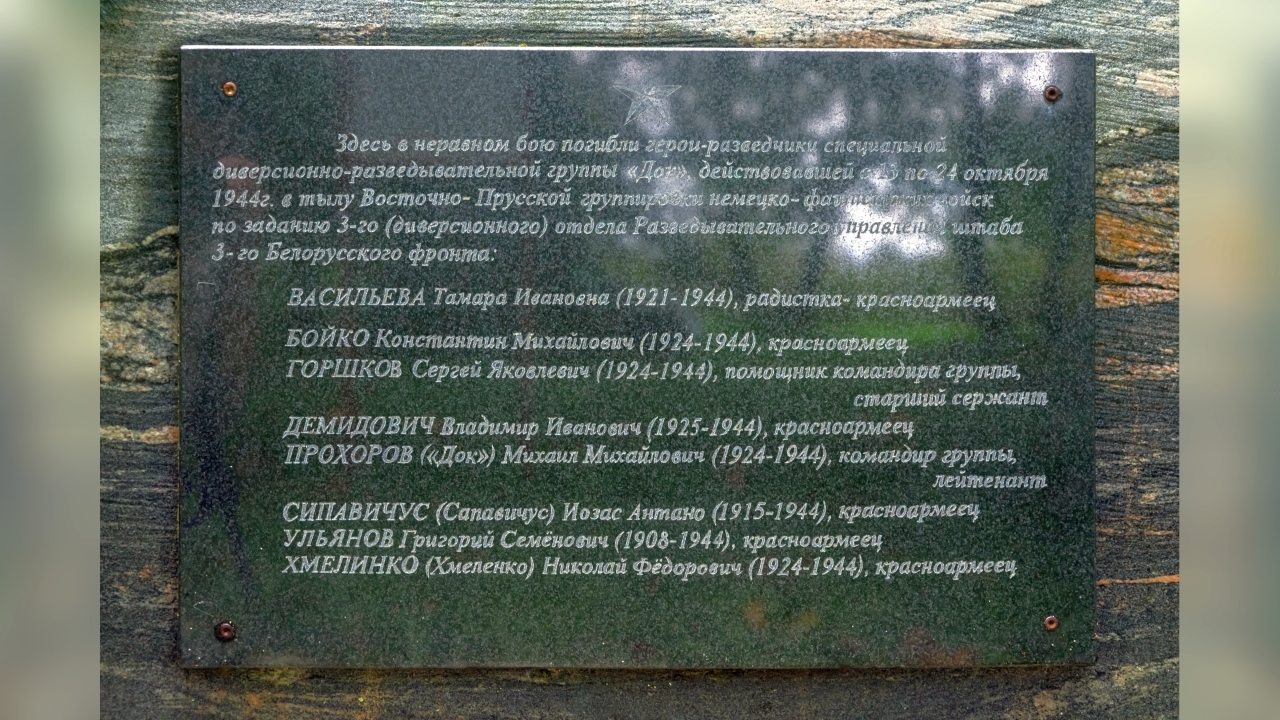 Здесь в неравном бою погибли герои-разведчики специальной
диверсионно-разведывательной группы «Док», действовавшей с 13 по 24 октября
1944г. в тылу Восточно- Прусской группировки немецко- фашистских войск
по заданию 3-го (диверсионного) отдела Разведывательного управления штаба
3- го Белорусского фронта:
ВАСИЛЬЕВА Тамара Ивановна (1921-1944), радистка- красноармеец
БОЙКО Константин Михайлович (1924-1944), красноармеец
ГОРШКОВ Сергей Яковлевич (1924-1944), помощник командира группы,
старший сержант
ДЕМИДОВИЧ Владимир Иванович (1925-1944), красноармеец
ПРОХОРОВ («Док») Михаил Михайлович (1924-1944), командир группы,
лейтенант
СИПАВИЧУС (Сапавичус) Иозас Антано (1915-1944), красноармеец
УЛЬЯНОВ Григорий Семёнович (1908-1944), красноармеец
ХМЕЛИНКО (Хмеленко) Николай Фёдорович (1924-1944), красноармеец